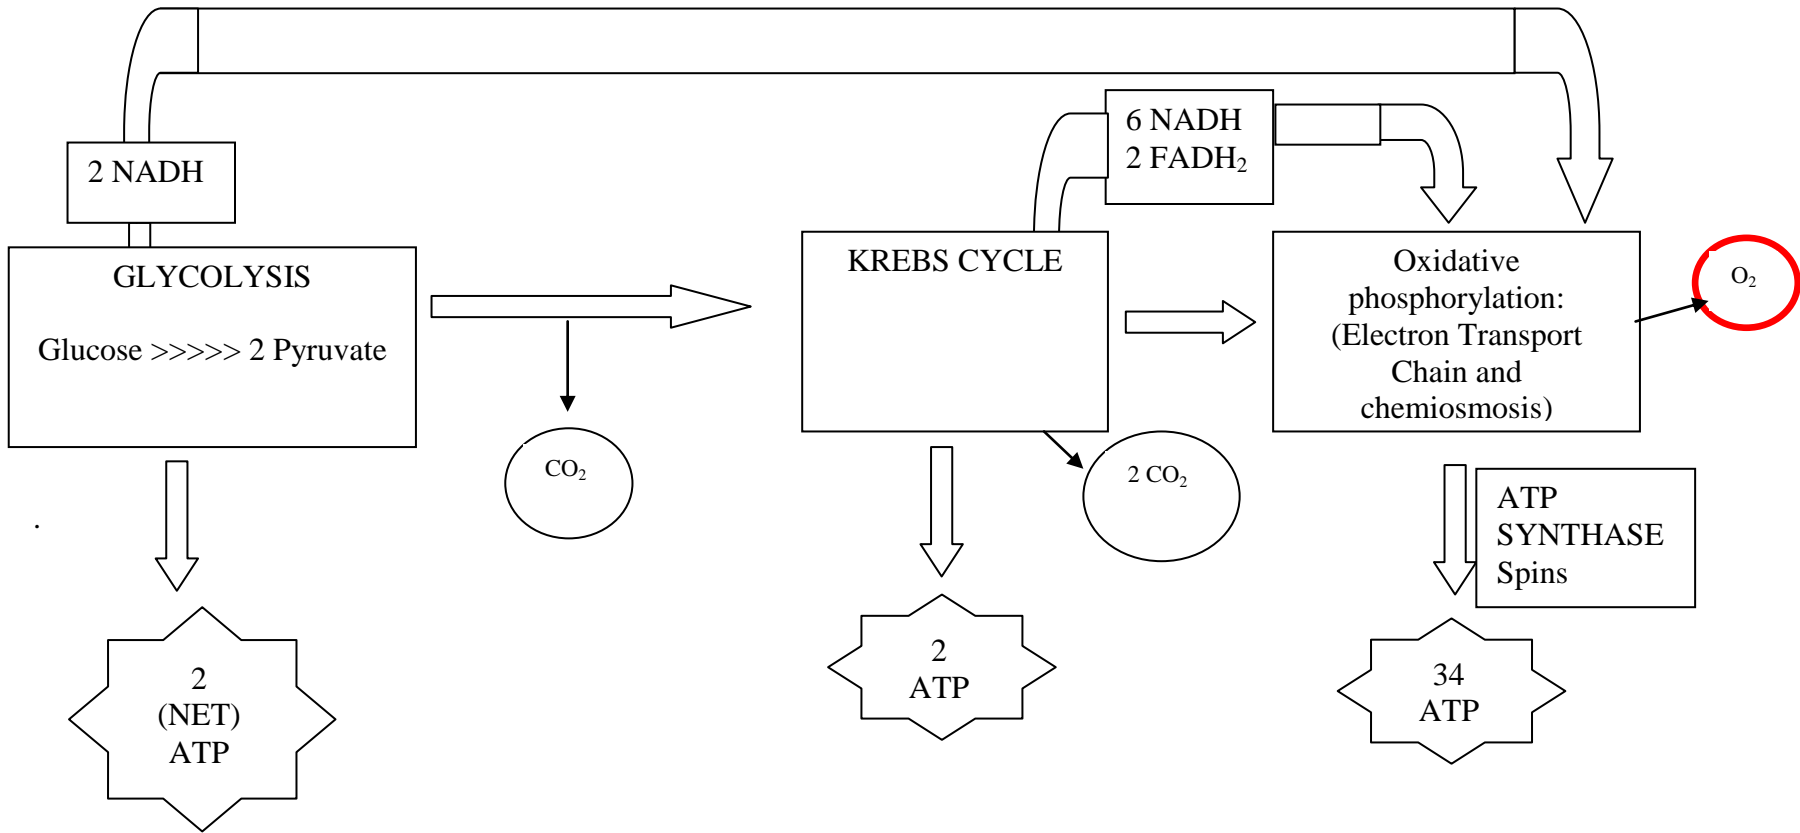 2 NADH
GLYCOLYSIS
Glucose >>>>> 2 Pyruvate
2
(NET)
ATP
CO₂
6 NADH
2 FADH₂
KREBS CYCLE
2 CO₂
2
ATP
Oxidative
phosphorylation:
(Electron Transport
Chain and
chemiosmosis)
O₂
ATP
SYNTHASE
Spins
34
ATP
.